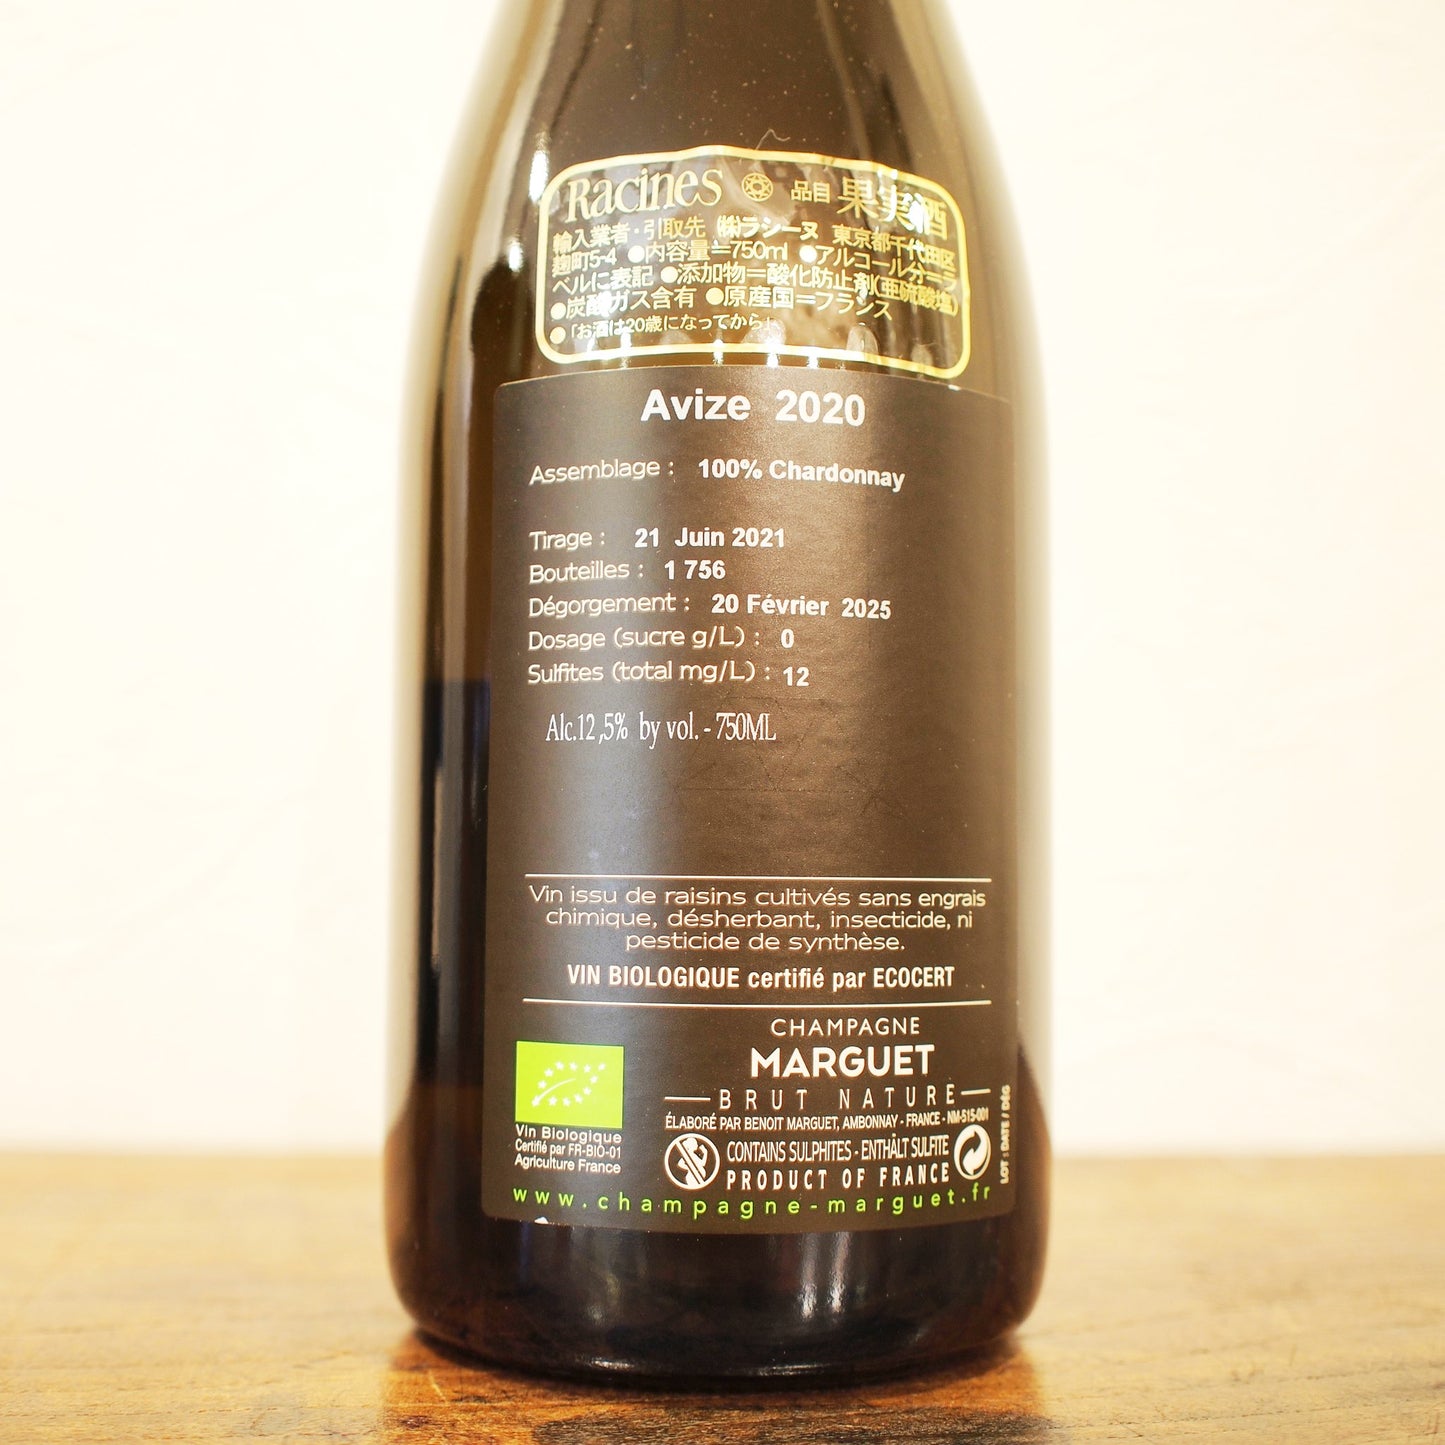 Racines 品目 果実酒
輸入業者・引取先 ㈱ラシーヌ 東京都千代田区
麹町5-4 ●内容量=750ml ●アルコール分=ラ
ベルに表記 ●添加物=酸化防止剤(亜硫酸塩)
●炭酸ガス含有 ●原産国=フランス
●「お酒は20歳になってから」
Avize 2020
Assemblage : 100% Chardonnay
Tirage : 21 Juin 2021
Bouteilles : 1 756
Dégorgement : 20 Février 2025
Dosage (sucre g/L) : 0
Sulfites (total mg/L) : 12
Alc.12,5% by vol. - 750ML
Vin issu de raisins cultivés sans engrais
chimique, désherbant, insecticide, ni
pesticide de synthèse.
VIN BIOLOGIQUE certifié par ECOCERT
CHAMPAGNE
MARGUET
BRUT NATURE
ÉLABORÉ PAR BENOIT MARGUET, AMBONNAY - FRANCE - NM-515-001
CONTAINS SULPHITES - ENTHÄLT SULFITE
PRODUCT OF FRANCE
Vin Biologique
Certifié par FR-BIO-01
Agriculture France
www.champagne-marguet.fr
LOT : DATE / DÉG